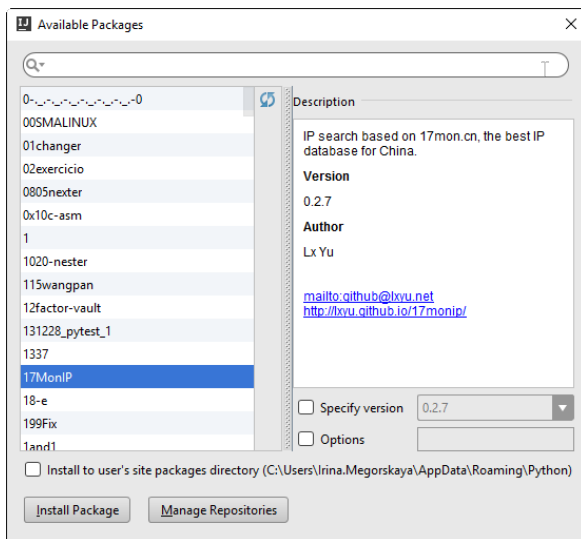 Available Packages
0-._.-._.-._.-._.-._.-._.-0
00SMALINUX
01changer
02exercicio
0805nexter
0x10c-asm
1
1020-nester
115wangpan
12factor-vault
131228_pytest_1
1337
17MonIP
18-e
199Fix
1and1
Description
IP search based on 17mon.cn, the best IP
database for China.
Version
0.2.7
Author
Lx Yu
mailto:github@lxyu.net
http://lxyu.github.io/17monip/
Specify version 0.2.7
Options
Install to user's site packages directory (C:\Users\Irina.Megorskaya\AppData\Roaming\Python)
Install Package Manage Repositories